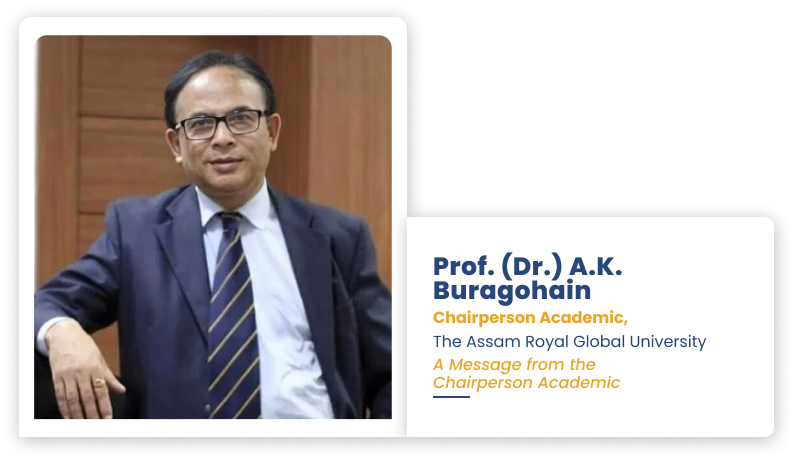 Prof. (Dr.) A.K.
Buragohain
Chairperson Academic,
The Assam Royal Global University
A Message from the
Chairperson Academic